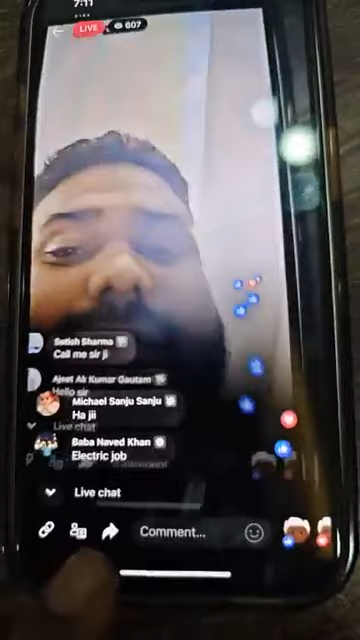 7:11
LIVE 607
Satish Sharma
Call me sir ji
Ajeet Ak Kumar Gautam
Hello sir
Michael Sanju Sanju
Ha jii
Live chat
Baba Naved Khan
Electric job
Live chat
Comment...